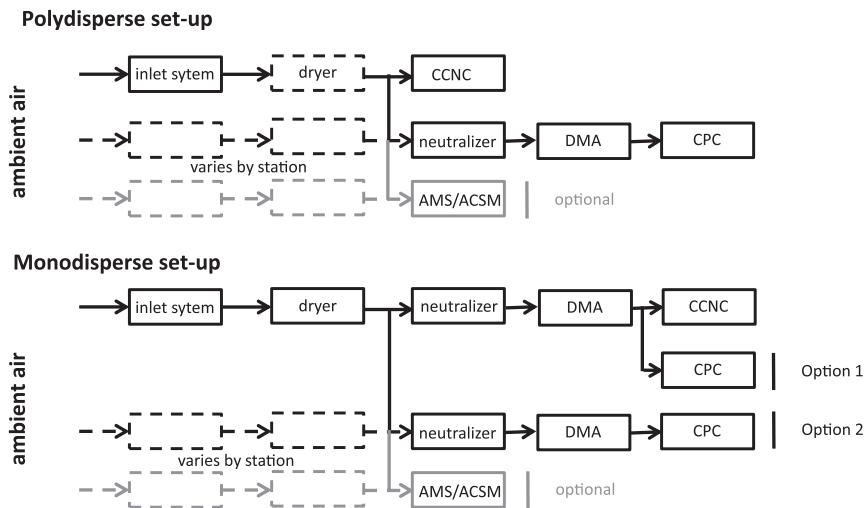 Polydisperse set-up
ambient air
inlet sytem
dryer
CCNC
neutralizer
DMA
CPC
varies by station
AMS/ACSM
optional
Monodisperse set-up
ambient air
inlet sytem
dryer
neutralizer
DMA
CCNC
CPC
Option 1
neutralizer
DMA
CPC
Option 2
varies by station
AMS/ACSM
optional